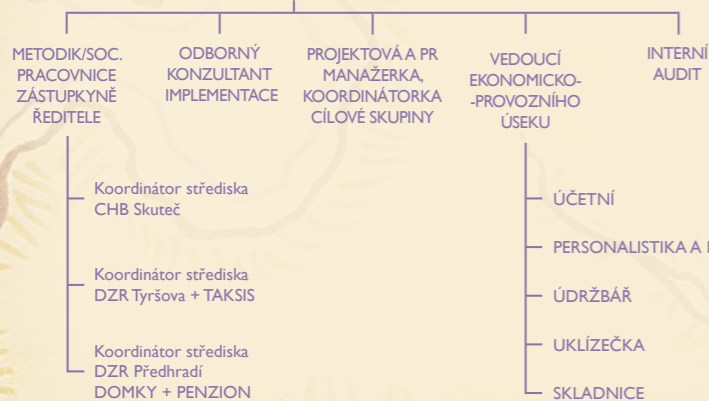 METODIK/SOC.
PRACOVNICE
ZÁSTUPKYNĚ
ŘEDITELE
ODBORNÝ
KONZULTANT
IMPLEMENTACE
PROJEKTOVÁ A PR
MANAŽERKA,
KOORDINÁTORKA
CÍLOVÉ SKUPINY
VEDOUCÍ
EKONOMICKO-
-PROVOZNÍHO
ÚSEKU
INTERNÍ
AUDIT
Koordinátor střediska
CHB Skuteč
Koordinátor střediska
DZR Tyršova + TAKSIS
Koordinátor střediska
DZR Předhradí
DOMKY + PENZION
ÚČETNÍ
PERSONALISTIKA A
ÚDRŽBÁŘ
UKLÍZEČKA
SKLADNICE